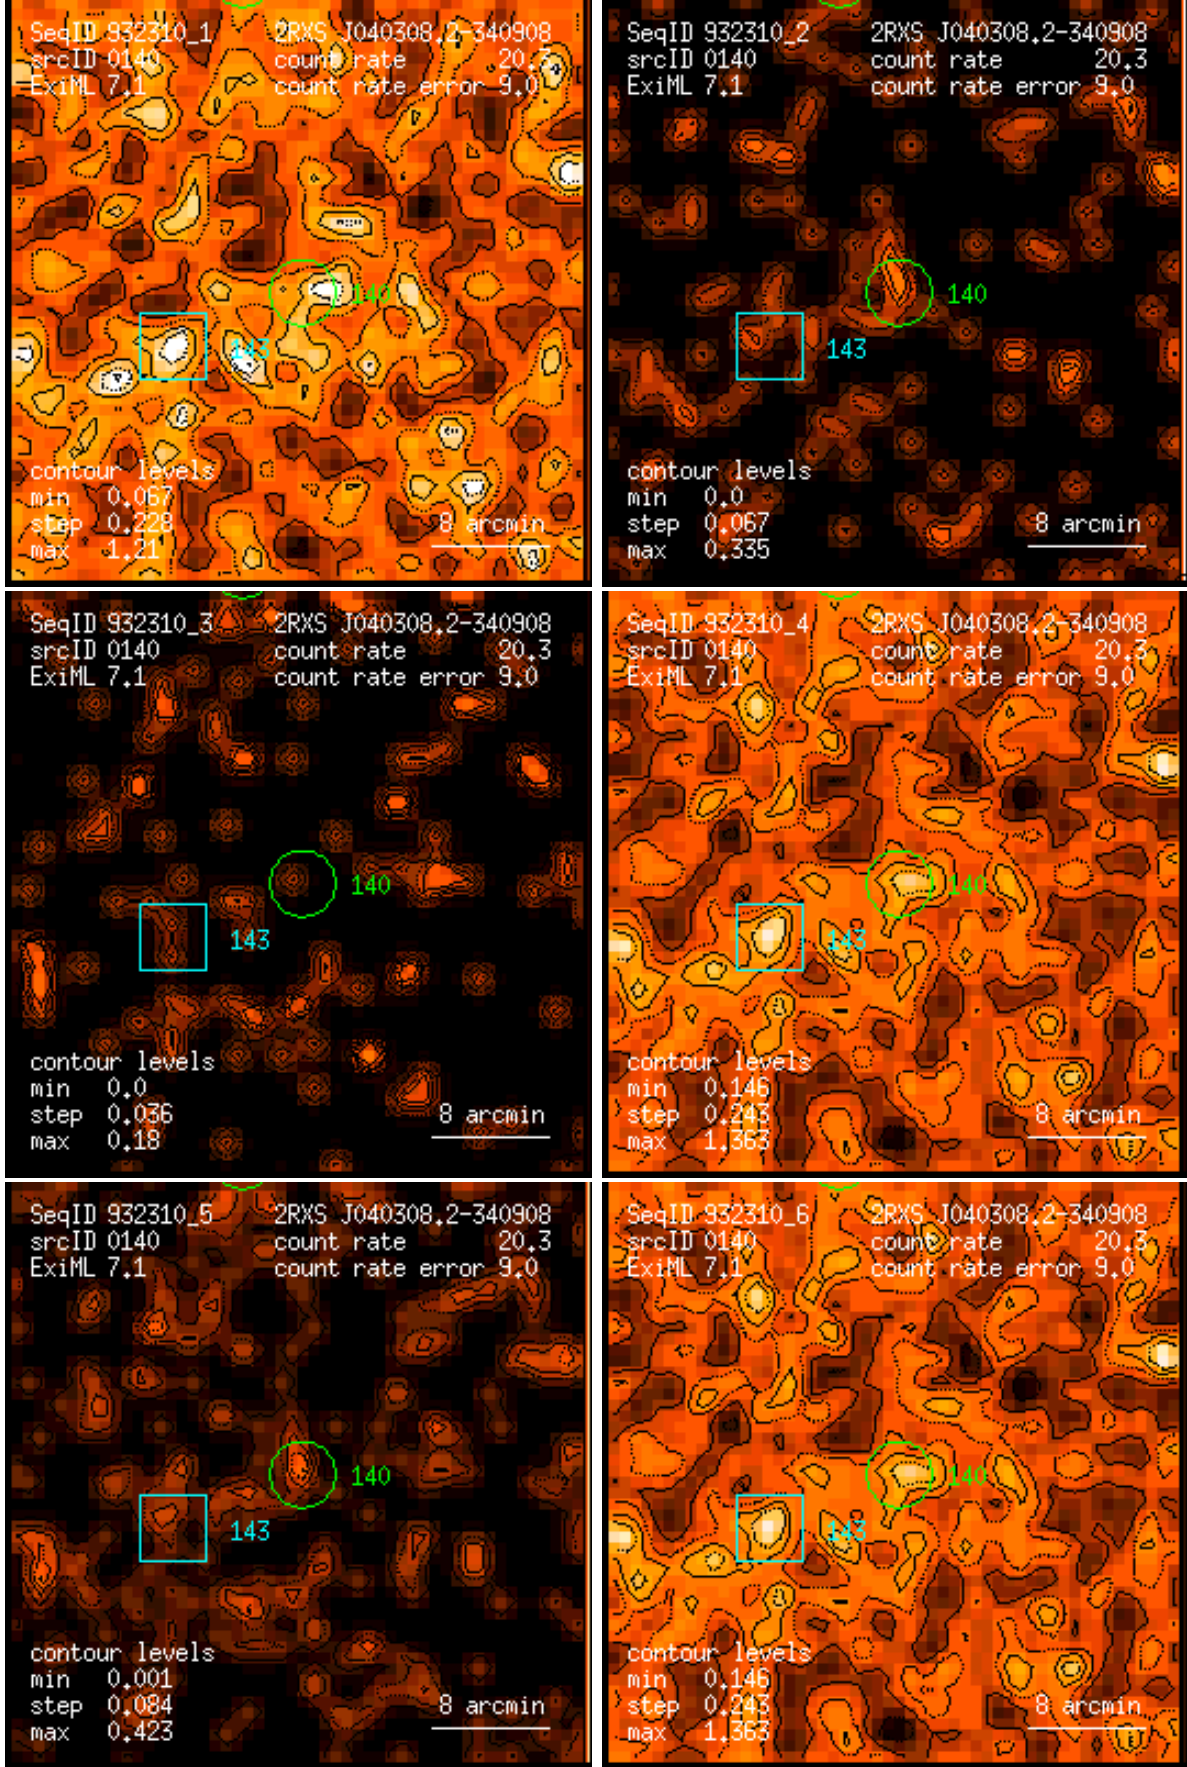 SeqID 932310_1 2RXS J040308.2-340908
srcID 0140 count rate 20.3
ExiML 7.1 count rate error 9.0
140
143
contour levels
min 0.067
step 0.228
max 1.21
8 arcmin
SeqID 932310_2 2RXS J040308.2-340908
srcID 0140 count rate 20.3
ExiML 7.1 count rate error 9.0
140
143
contour levels
min 0.0
step 0.067
max 0.335
8 arcmin
SeqID 932310_3 2RXS J040308.2-340908
srcID 0140 count rate 20.3
ExiML 7.1 count rate error 9.0
140
143
contour levels
min 0.0
step 0.036
max 0.18
8 arcmin
SeqID 932310_4 2RXS J040308.2-340908
srcID 0140 count rate 20.3
ExiML 7.1 count rate error 9.0
140
143
contour levels
min 0.146
step 0.243
max 1.363
8 arcmin
SeqID 932310_5 2RXS J040308.2-340908
srcID 0140 count rate 20.3
ExiML 7.1 count rate error 9.0
140
143
contour levels
min 0.001
step 0.084
max 0.423
8 arcmin
SeqID 932310_6 2RXS J040308.2-340908
srcID 0140 count rate 20.3
ExiML 7.1 count rate error 9.0
140
143
contour levels
min 0.146
step 0.243
max 1.363
8 arcmin